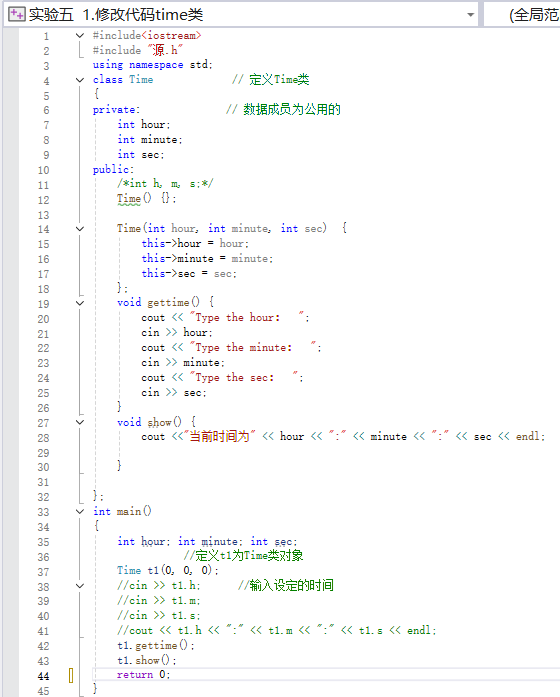 实验五 1.修改代码time类 (全局范
1 #include<iostream>
2 #include "源.h"
3 using namespace std;
4 class Time // 定义Time类
5 {
6 private: // 数据成员为公用的
7 int hour;
8 int minute;
9 int sec;
10 public:
11 /*int h, m, s;*/
12 Time() {};
13
14 Time(int hour, int minute, int sec) {
15 this->hour = hour;
16 this->minute = minute;
17 this->sec = sec;
18 };
19 void gettime() {
20 cout << "Type the hour: ";
21 cin >> hour;
22 cout << "Type the minute: ";
23 cin >> minute;
24 cout << "Type the sec: ";
25 cin >> sec;
26 }
27 void show() {
28 cout <<"当前时间为" << hour << ":" << minute << ":" << sec << endl;
29
30 }
31
32 };
33 int main()
34 {
35 int hour; int minute; int sec;
36 //定义t1为Time类对象
37 Time t1(0, 0, 0);
38 //cin >> t1.h; //输入设定的时间
39 //cin >> t1.m;
40 //cin >> t1.s;
41 //cout << t1.h << ":" << t1.m << ":" << t1.s << endl;
42 t1.gettime();
43 t1.show();
44 return 0;
45 }